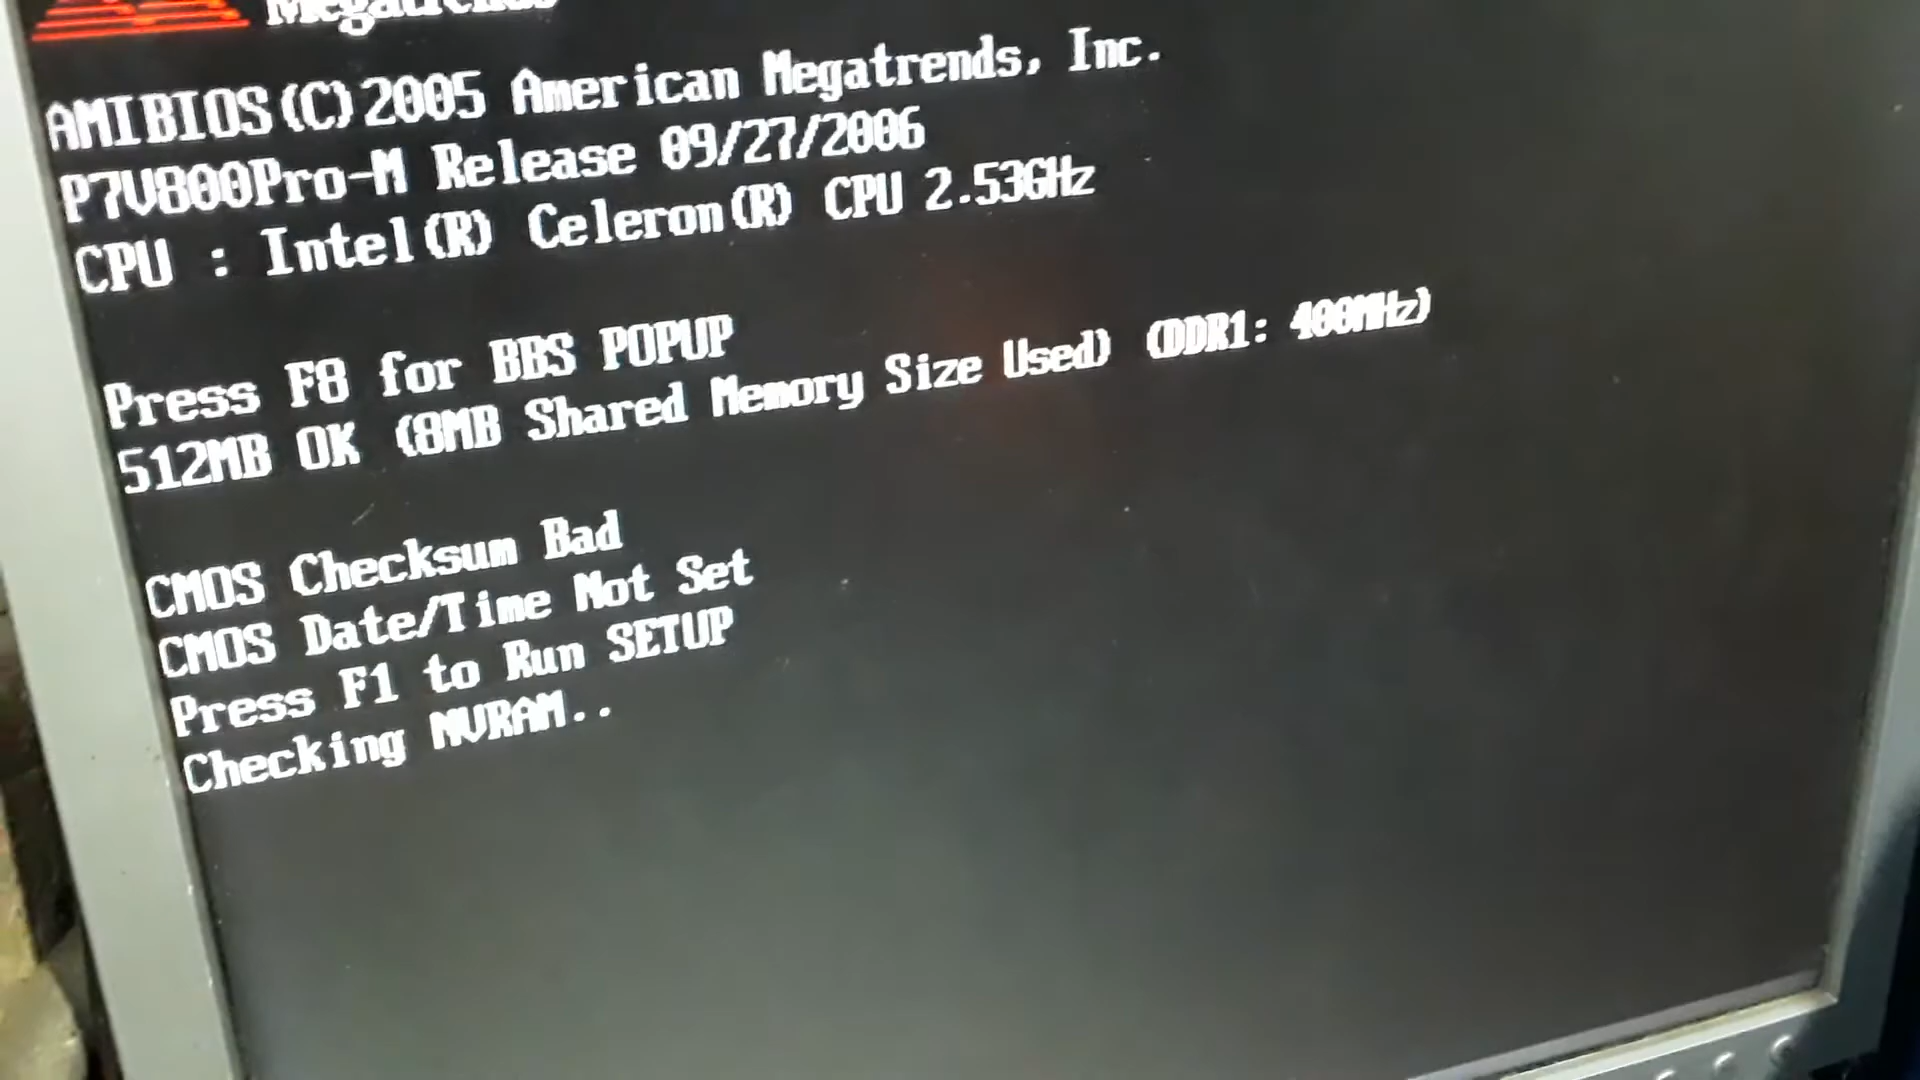 Megatrends
AMIBIOS(C)2005 American Megatrends, Inc.
P7V800Pro-M Release 09/27/2006
CPU : Intel(R) Celeron(R) CPU 2.53GHz
Press F8 for BBS POPUP
512MB OK (8MB Shared Memory Size Used) (DDR1: 400MHz)
CMOS Checksum Bad
CMOS Date/Time Not Set
Press F1 to Run SETUP
Checking NVRAM..